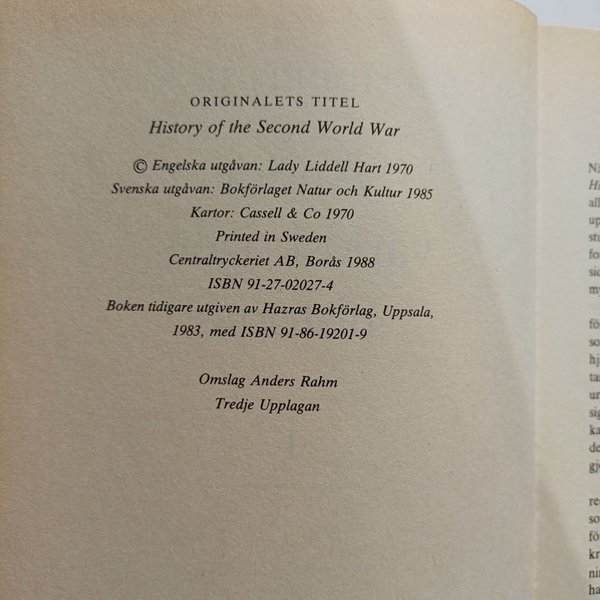 ORIGINALETS TITEL
History of the Second World War
© Engelska utgåvan: Lady Liddell Hart 1970
Svenska utgåvan: Bokförlaget Natur och Kultur 1985
Kartor: Cassell & Co 1970
Printed in Sweden
Centraltryckeriet AB, Borås 1988
ISBN 91-27-02027-4
Boken tidigare utgiven av Hazras Bokförlag, Uppsala,
1983, med ISBN 91-86-19201-9
Omslag Anders Rahm
Tredje Upplagan